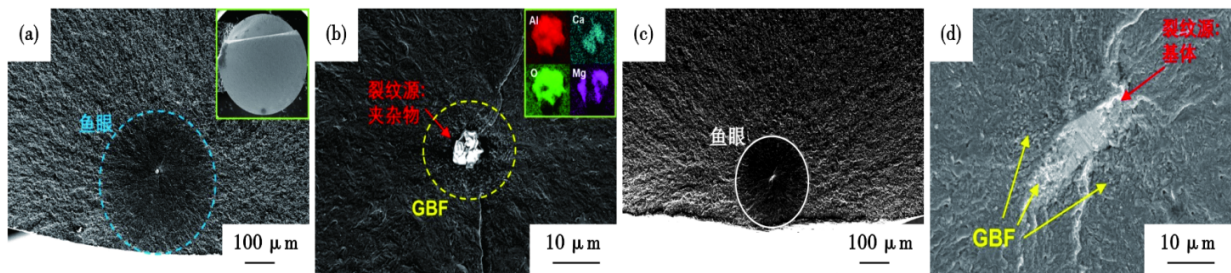 (a)
鱼眼
100 μm
(b)
Al
Ca
O
Mg
裂纹源:
夹杂物
GBF
10 μm
(c)
鱼眼
100 μm
(d)
裂纹源:
基体
GBF
10 μm